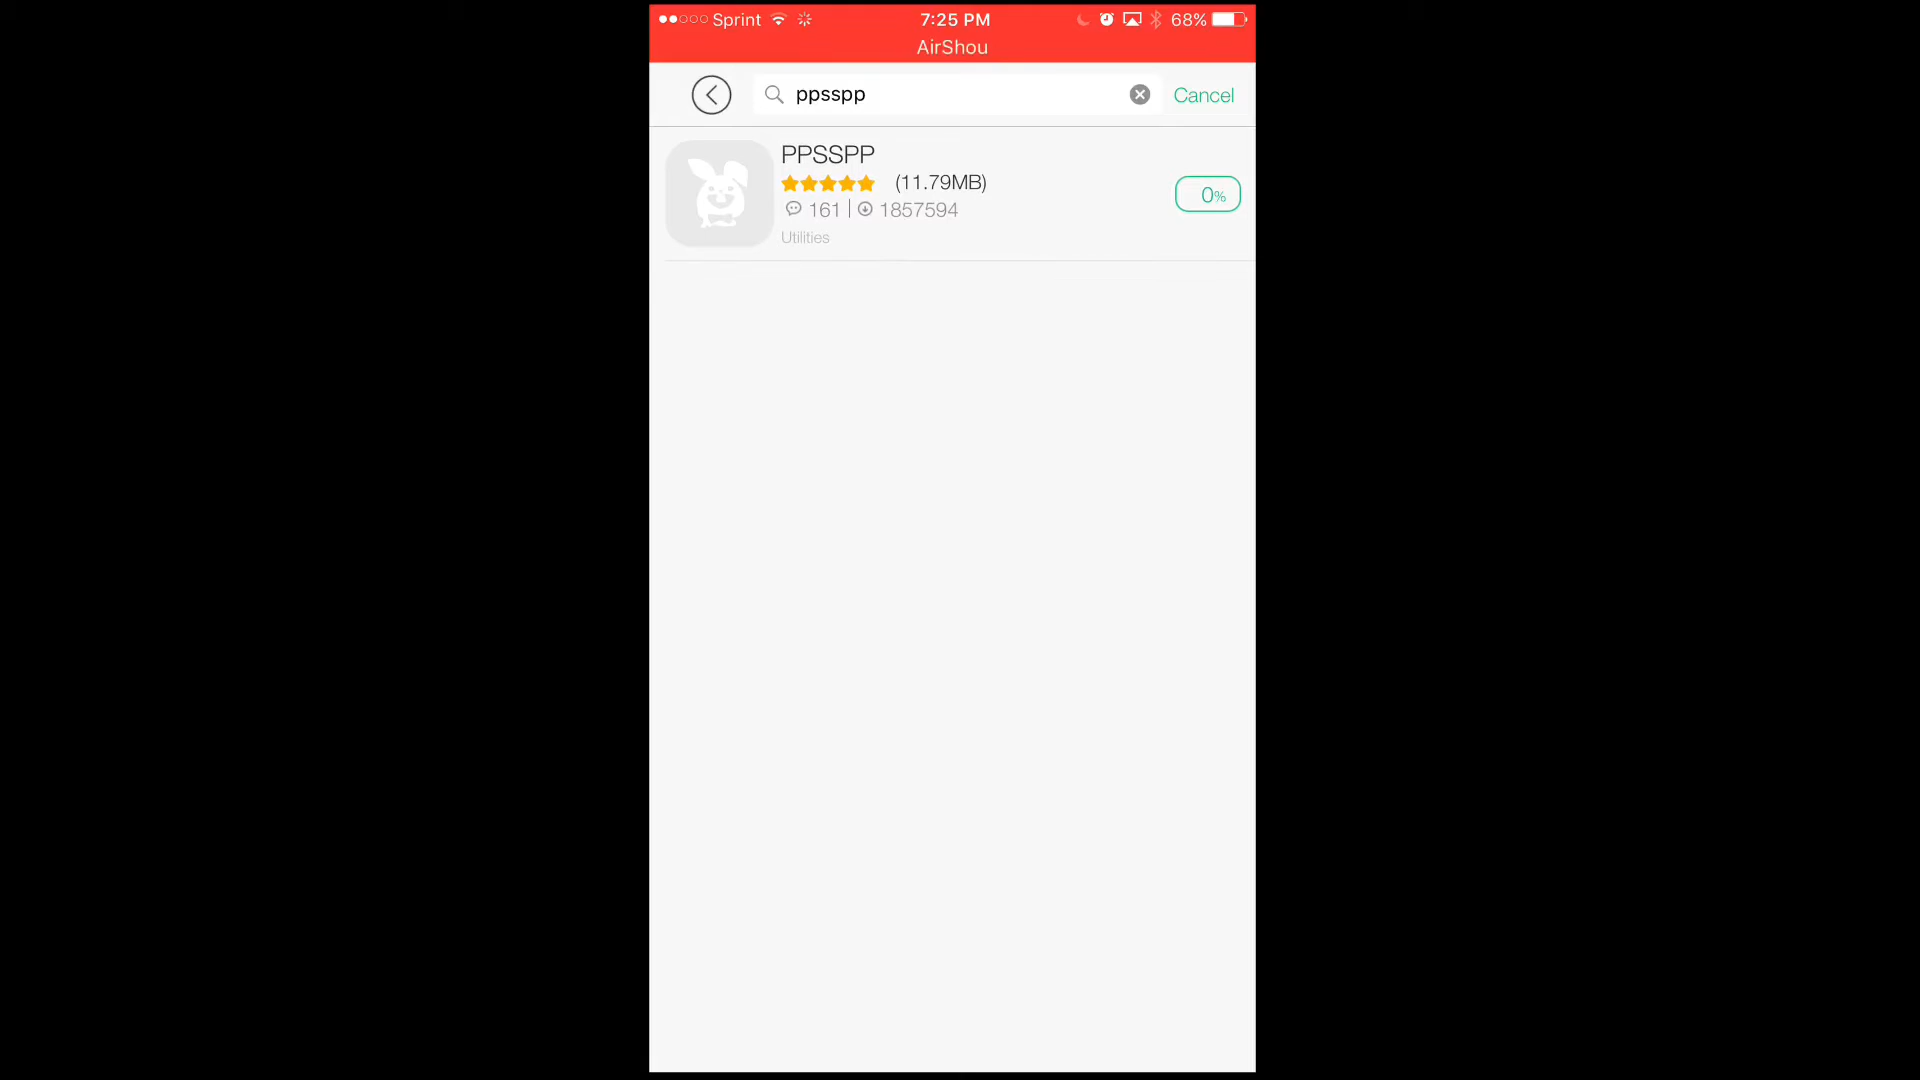 Sprint 7:25 PM 68%
AirShou
ppsspp Cancel
PPSSPP
(11.79MB)
0%
161 | 1857594
Utilities